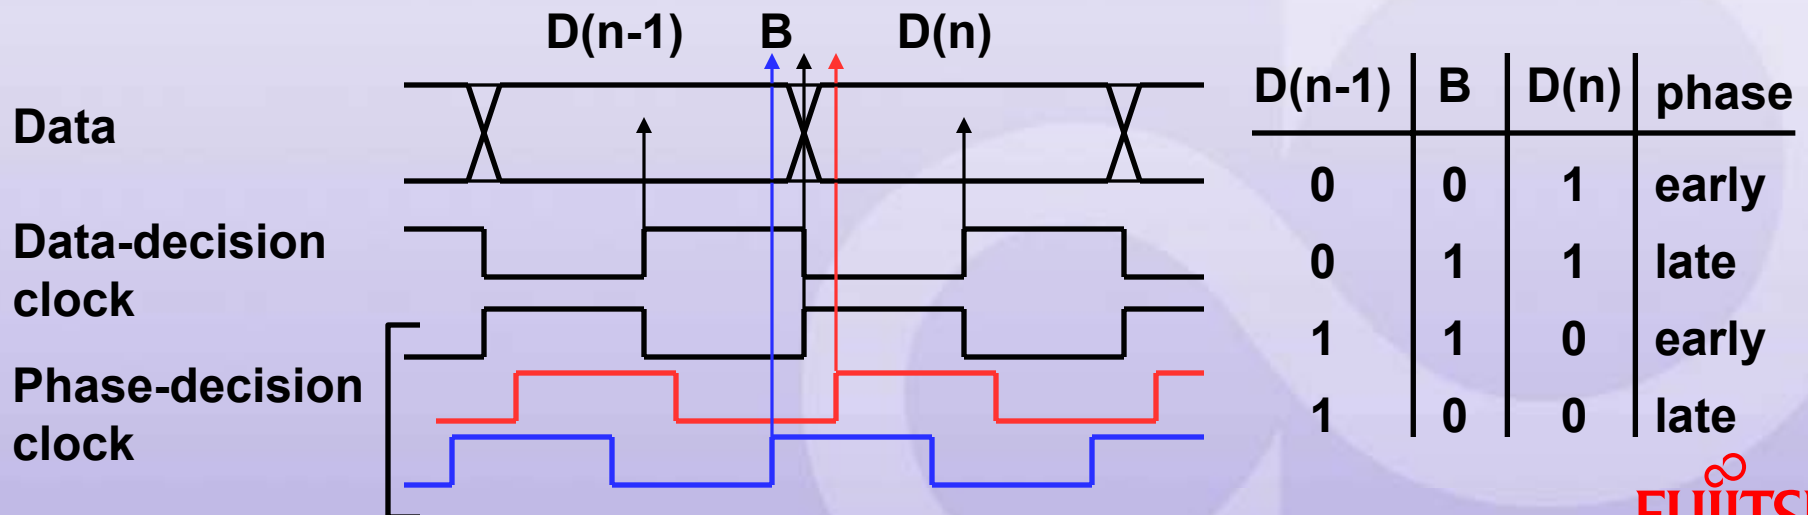 D(n-1) B D(n)
Data
Data-decision
clock
Phase-decision
clock
D(n-1) B D(n) phase
0 0 1 early
0 1 1 late
1 1 0 early
1 0 0 late